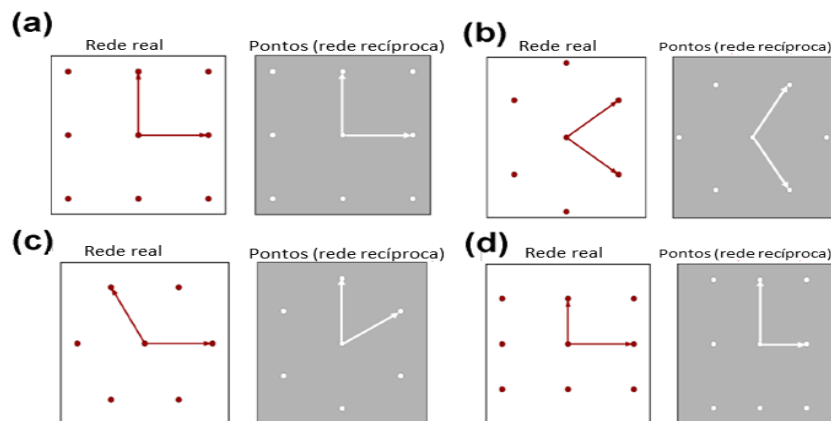 (a)
Rede real
Pontos (rede recíproca)
(b)
Rede real
Pontos (rede recíproca)
(c)
Rede real
Pontos (rede recíproca)
(d)
Rede real
Pontos (rede recíproca)